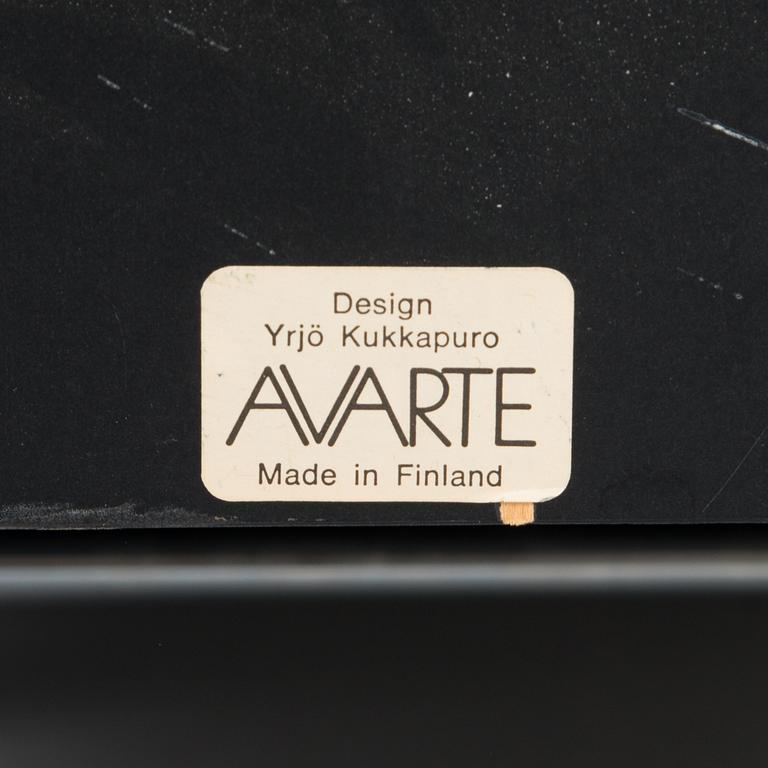 Design
Yrjö Kukkapuro
AVARTE
Made in Finland